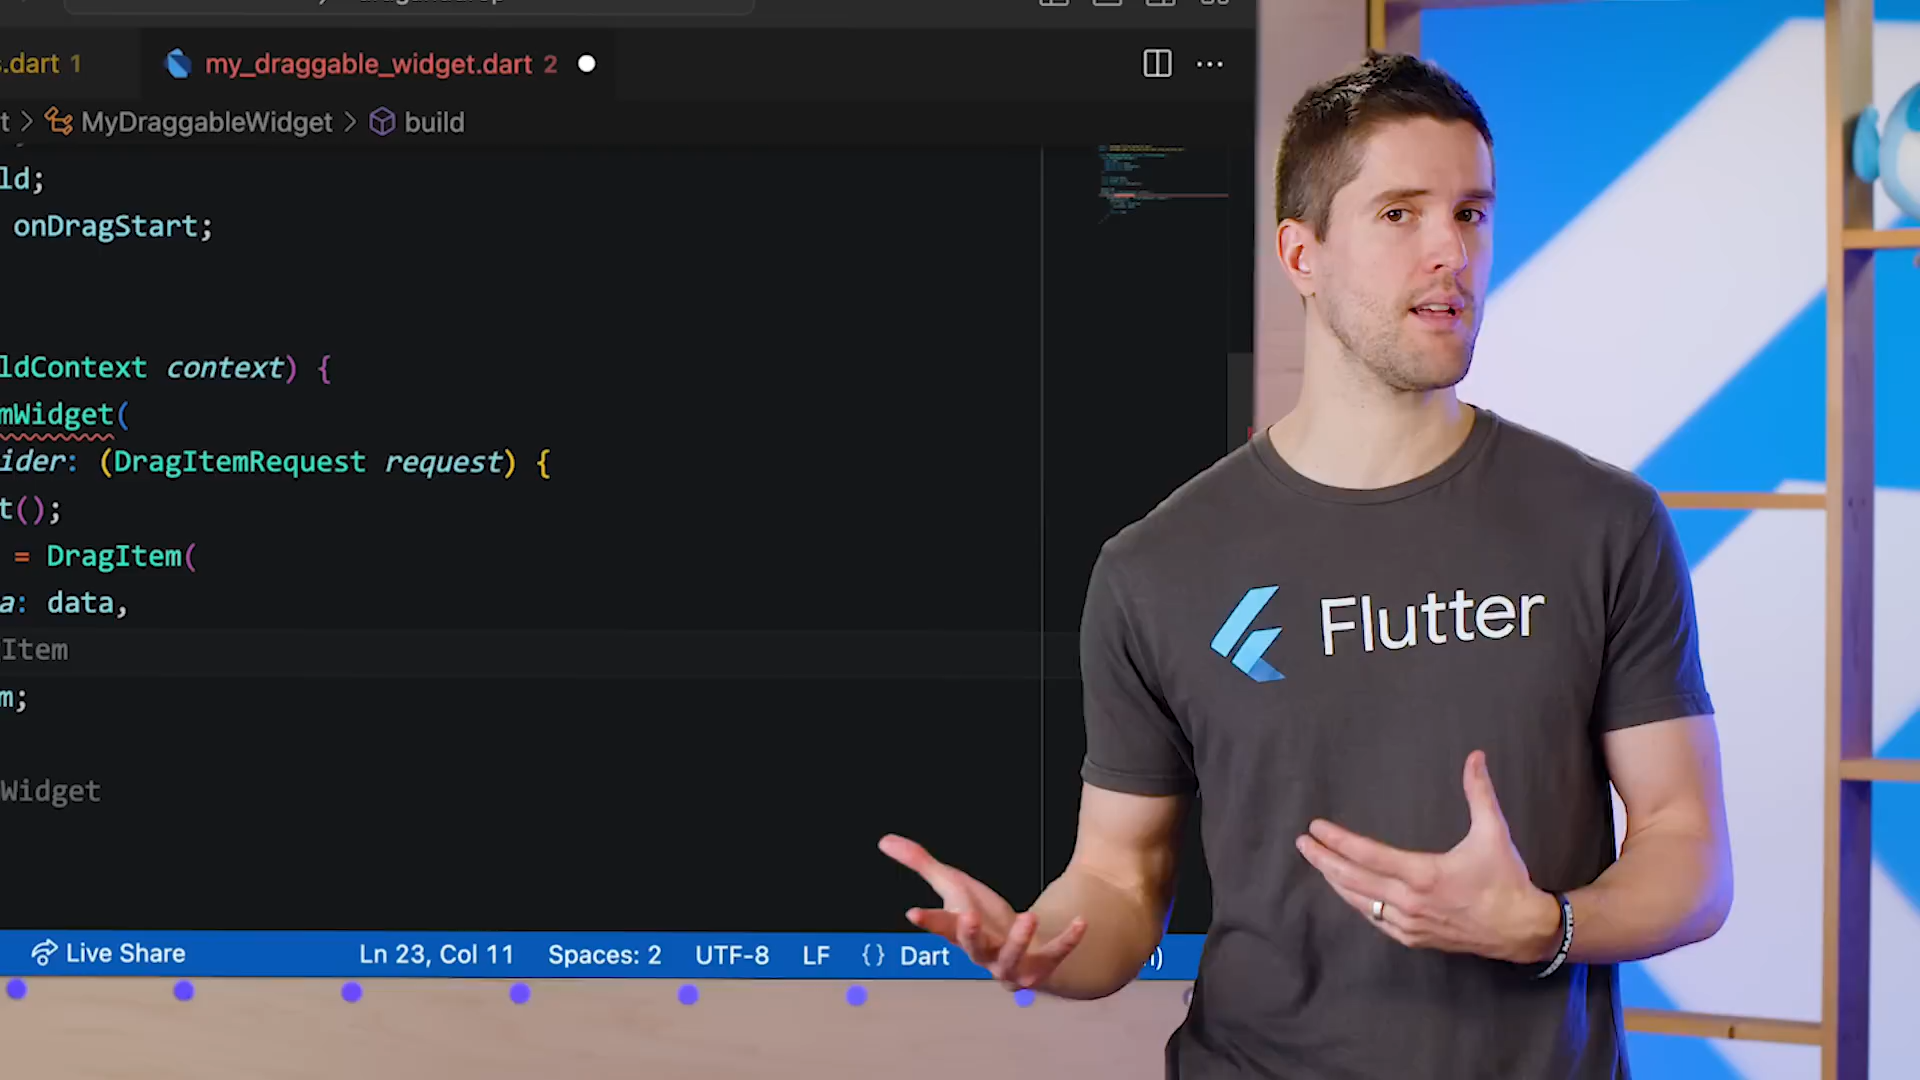 s.dart 1
my_draggable_widget.dart 2
t > MyDraggableWidget > build
ld;
onDragStart;
ldContext context) {
mWidget(
ider: (DragItemRequest request) {
t();
= DragItem(
a: data,
Item
m;
Widget
Live Share
Ln 23, Col 11
Spaces: 2
UTF-8
LF
{} Dart
Flutter